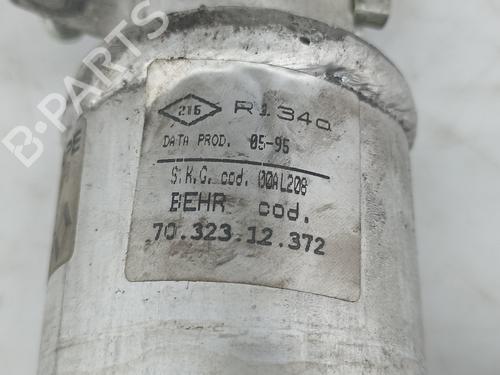 B-PARTS
216 R134a
DATA PROD. 05-95
S.K.G. cod. 00AL208
BEHR cod.
70.323.12.372